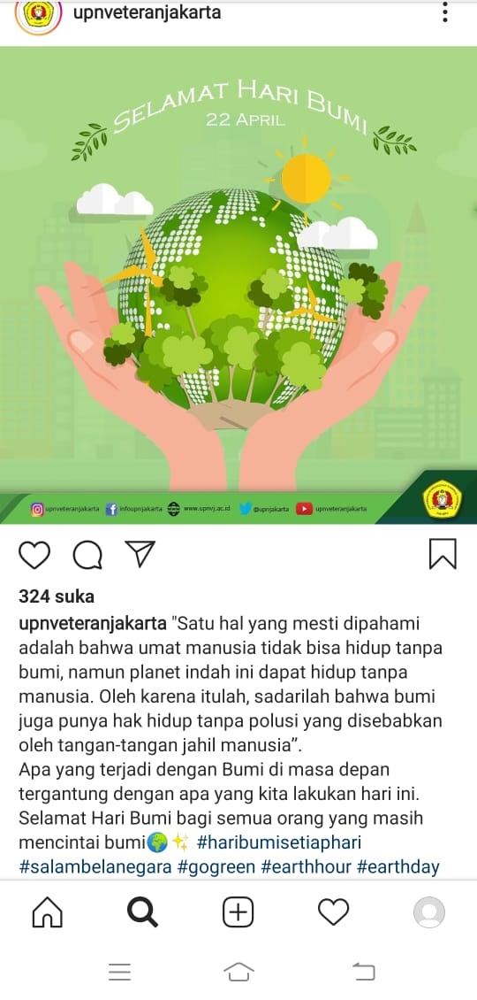 upnveteranjakarta
SELAMAT HARI BUMI
22 APRIL
upnveteranjakarta infoupnjakarta www.upnvj.ac.id @upnjakarta upnveteranjakarta
324 suka
upnveteranjakarta "Satu hal yang mesti dipahami
adalah bahwa umat manusia tidak bisa hidup tanpa
bumi, namun planet indah ini dapat hidup tanpa
manusia. Oleh karena itulah, sadarilah bahwa bumi
juga punya hak hidup tanpa polusi yang disebabkan
oleh tangan-tangan jahil manusia”.
Apa yang terjadi dengan Bumi di masa depan
tergantung dengan apa yang kita lakukan hari ini.
Selamat Hari Bumi bagi semua orang yang masih
mencintai bumi🌍✨ #haribumisetiaphari
#salambelanegara #gogreen #earthhour #earthday